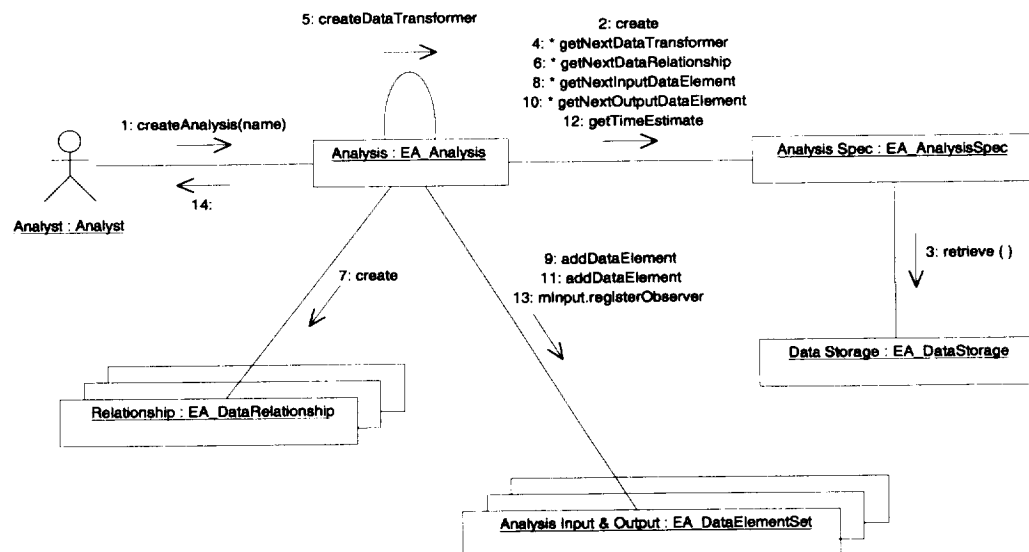 5: createDataTransformer
2: create
4: * getNextDataTransformer
6: * getNextDataRelationship
8: * getNextInputDataElement
10: * getNextOutputDataElement
12: getTimeEstimate
1: createAnalysis(name)
Analysis : EA_Analysis
Analysis Spec : EA_AnalysisSpec
14:
Analyst : Analyst
7: create
9: addDataElement
11: addDataElement
13: mInput.registerObserver
3: retrieve ( )
Data Storage : EA_DataStorage
Relationship : EA_DataRelationship
Analysis Input & Output : EA_DataElementSet